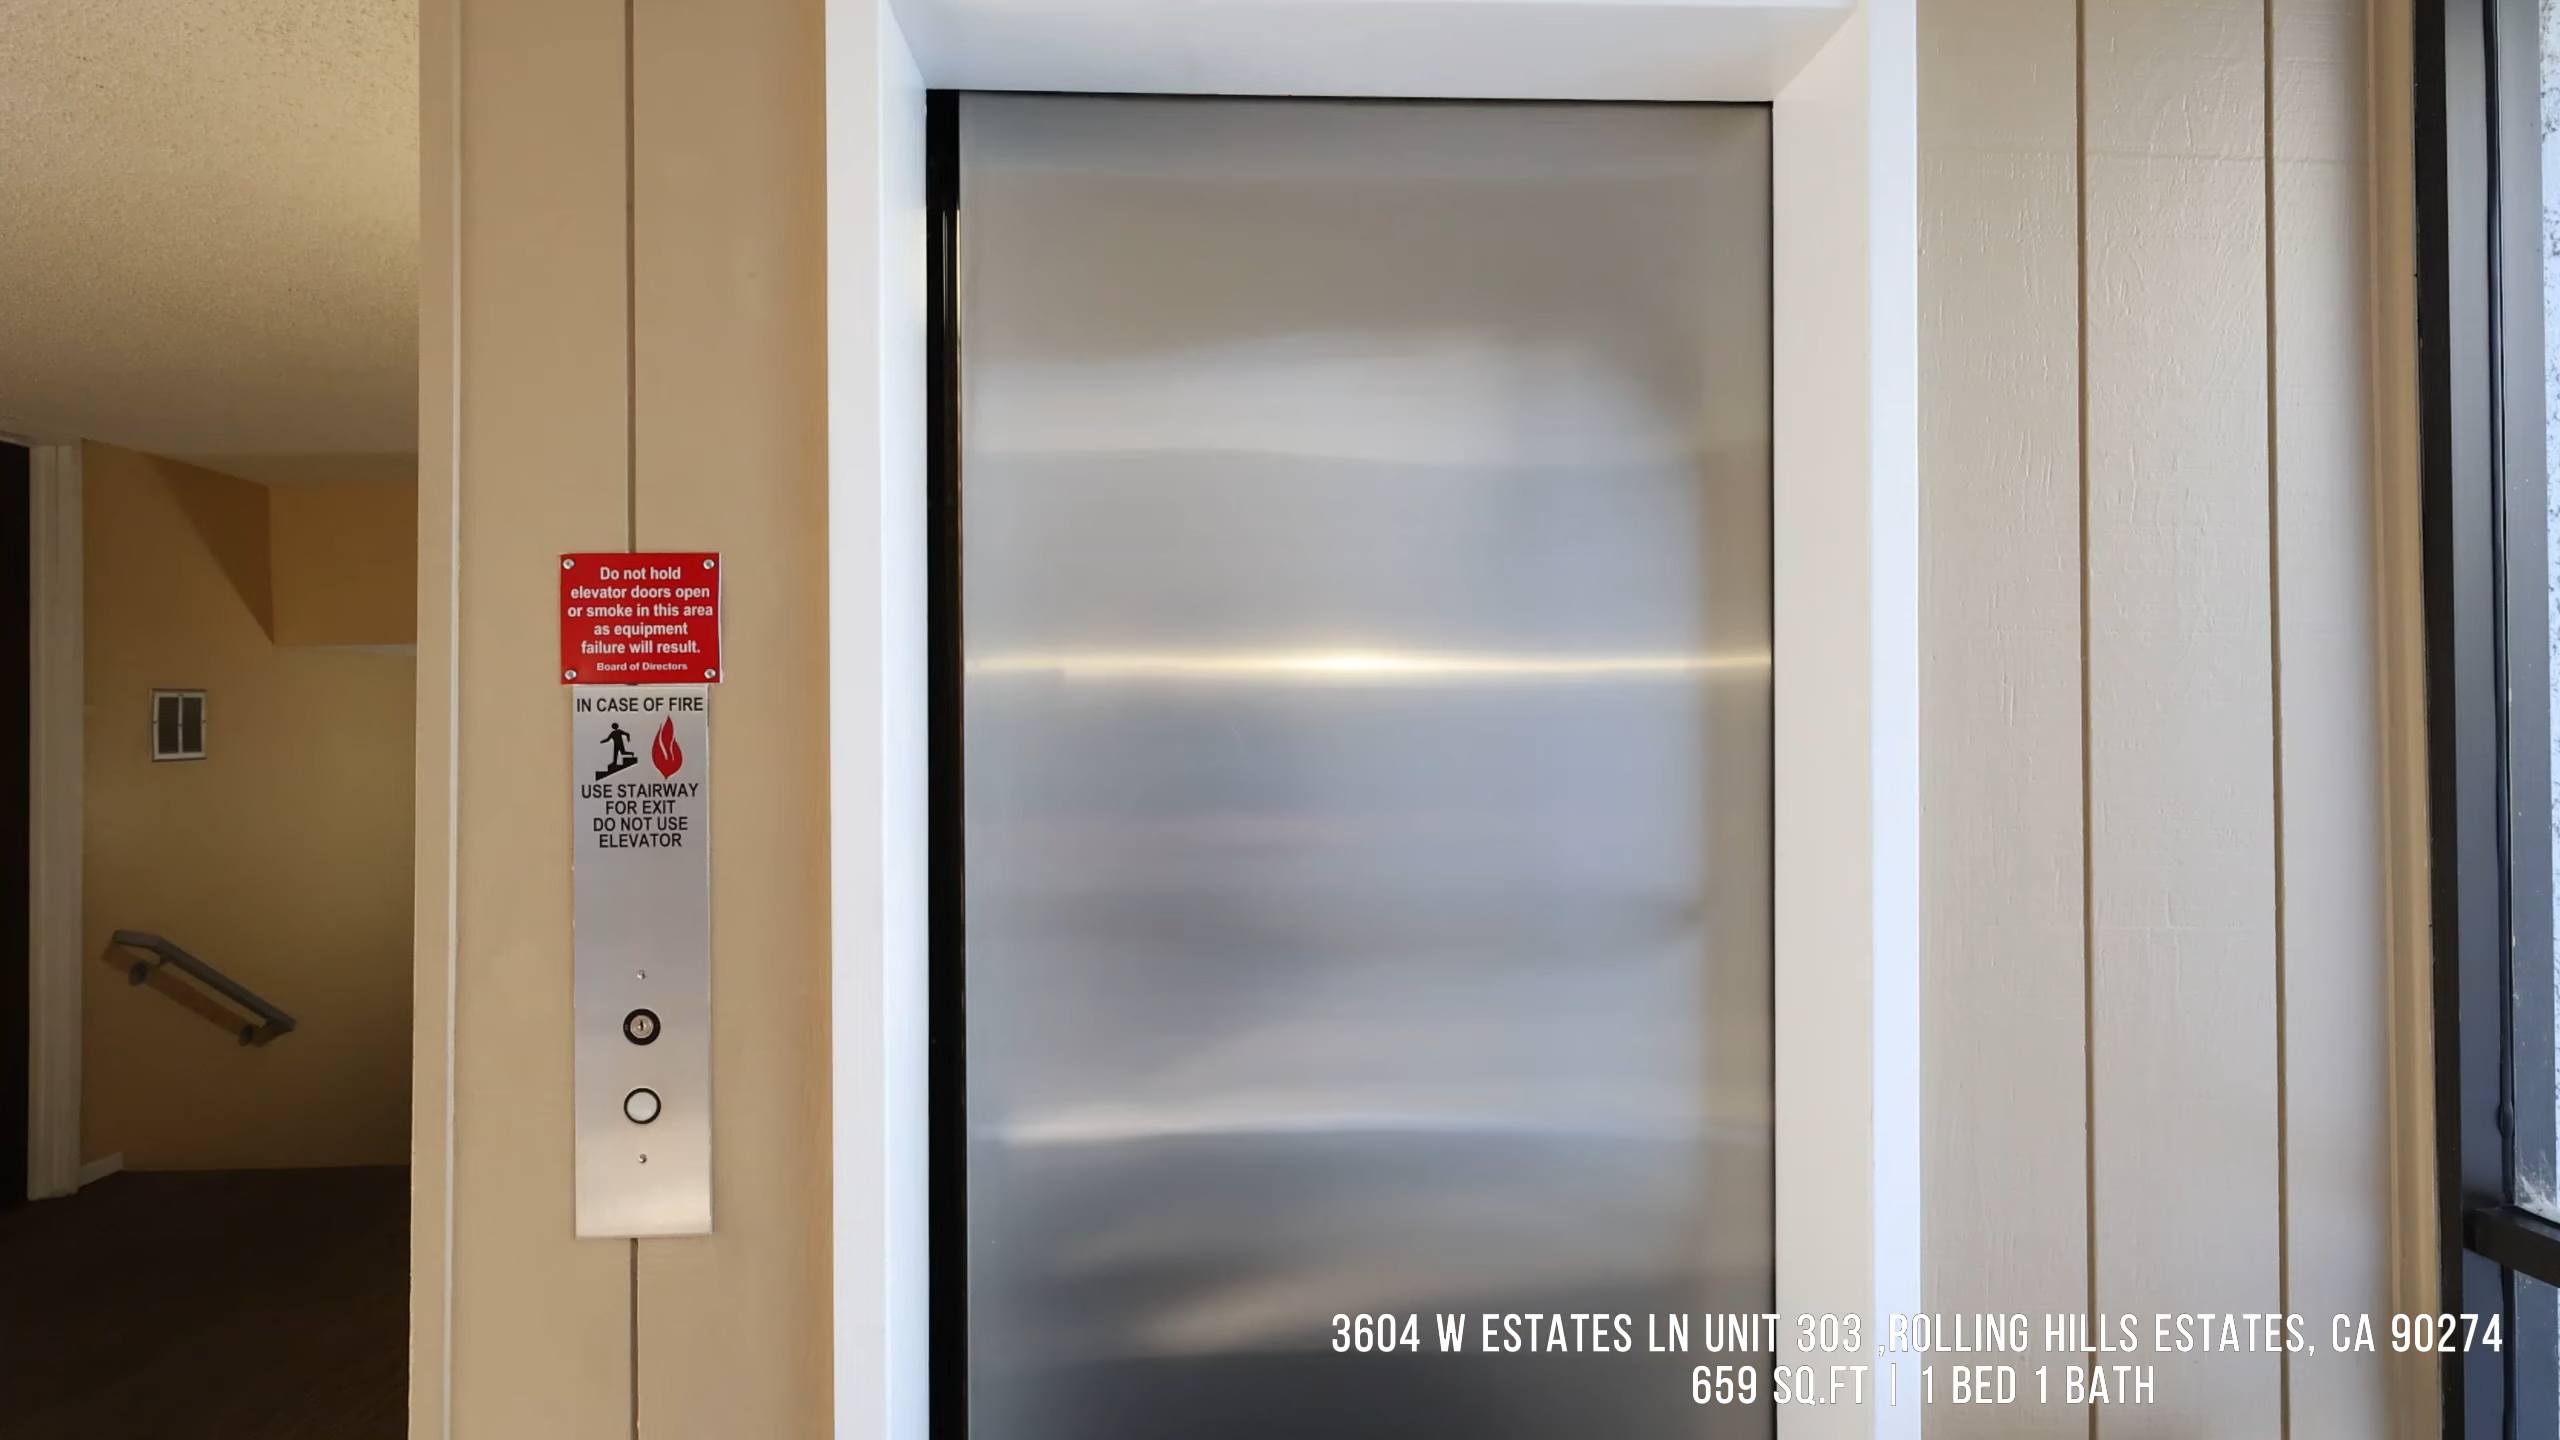 Do not hold
elevator doors open
or smoke in this area
as equipment
failure will result.
Board of Directors
IN CASE OF FIRE
USE STAIRWAY
FOR EXIT
DO NOT USE
ELEVATOR
3604 W ESTATES LN UNIT 303 ,ROLLING HILLS ESTATES, CA 90274
659 SQ.FT | 1 BED 1 BATH